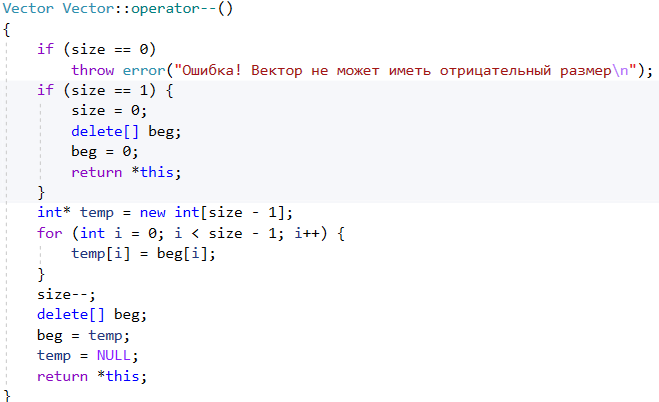 Vector Vector::operator--()
{
    if (size == 0)
        throw error("Ошибка! Вектор не может иметь отрицательный размер\n");
    if (size == 1) {
        size = 0;
        delete[] beg;
        beg = 0;
        return *this;
    }
    int* temp = new int[size - 1];
    for (int i = 0; i < size - 1; i++) {
        temp[i] = beg[i];
    }
    size--;
    delete[] beg;
    beg = temp;
    temp = NULL;
    return *this;
}